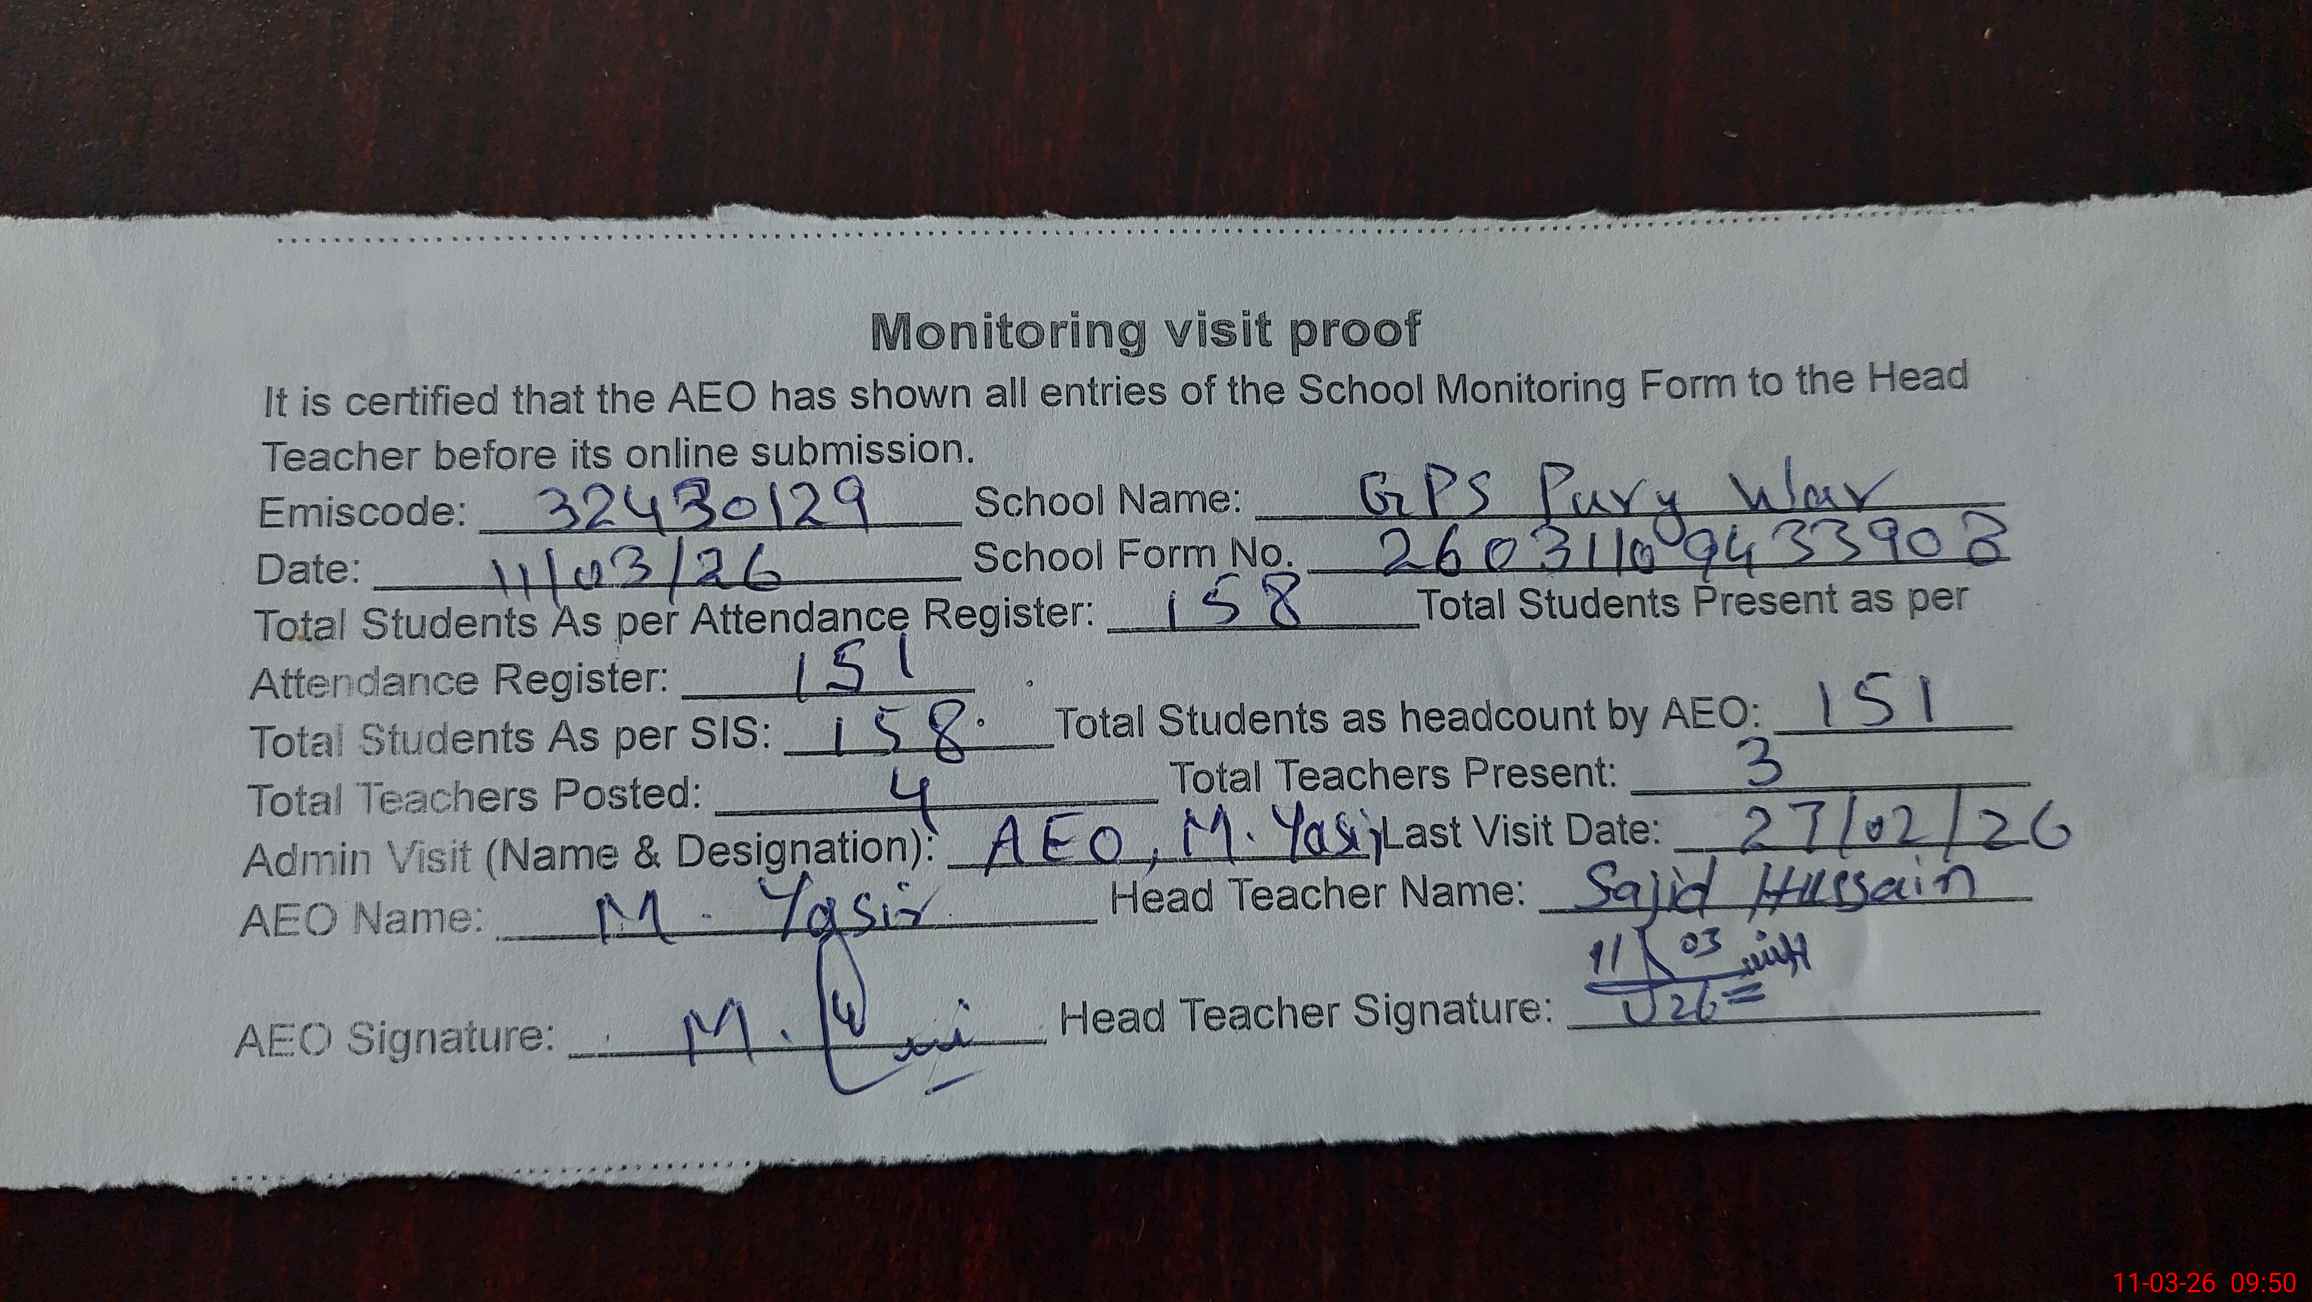 Monitoring visit proof
It is certified that the AEO has shown all entries of the School Monitoring Form to the Head
Teacher before its online submission.
Emiscode: 32430129 School Name: GPS Pury War
Date: 11/03/26 School Form No. 2603110943390
Total Students As per Attendance Register: 158 Total Students Present as per
Attendance Register: 151
Total Students As per SIS: 158 Total Students as headcount by AEO: 151
Total Teachers Posted: 4 Total Teachers Present: 3
Admin Visit (Name & Designation): AEO, M. Yasir Last Visit Date: 27/02/26
AEO Name: M. Yasir Head Teacher Name: Sajid Hussain
11/03
26
AEO Signature: M. Head Teacher Signature:
11-03-26 09:50